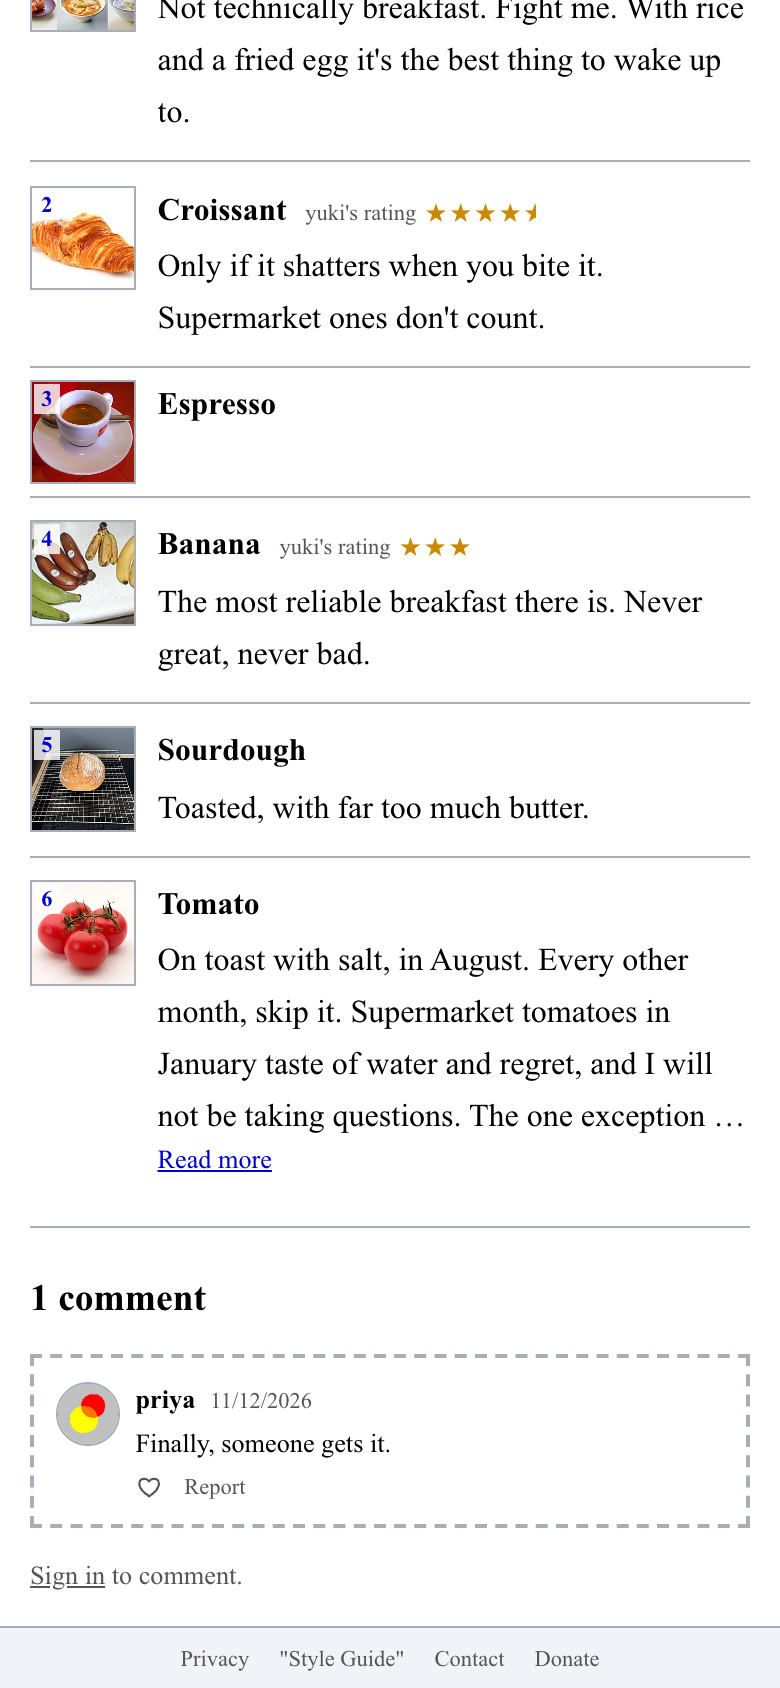 Not technically breakfast. Fight me. With rice
and a fried egg it's the best thing to wake up
to.
2
Croissant yuki's rating ★★★★⯨
Only if it shatters when you bite it.
Supermarket ones don't count.
3
Espresso
4
Banana yuki's rating ★★★
The most reliable breakfast there is. Never
great, never bad.
5
Sourdough
Toasted, with far too much butter.
6
Tomato
On toast with salt, in August. Every other
month, skip it. Supermarket tomatoes in
January taste of water and regret, and I will
not be taking questions. The one exception …
Read more
1 comment
priya 11/12/2026
Finally, someone gets it.
Report
Sign in to comment.
Privacy "Style Guide" Contact Donate